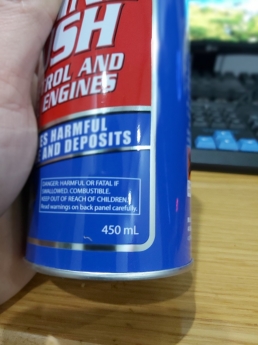 SH
ROL AND
ENGINES
ES HARMFUL
E AND DEPOSITS
DANGER: HARMFUL OR FATAL IF
SWALLOWED. COMBUSTIBLE.
KEEP OUT OF REACH OF CHILDREN.
Read warnings on back panel carefully.
450 mL